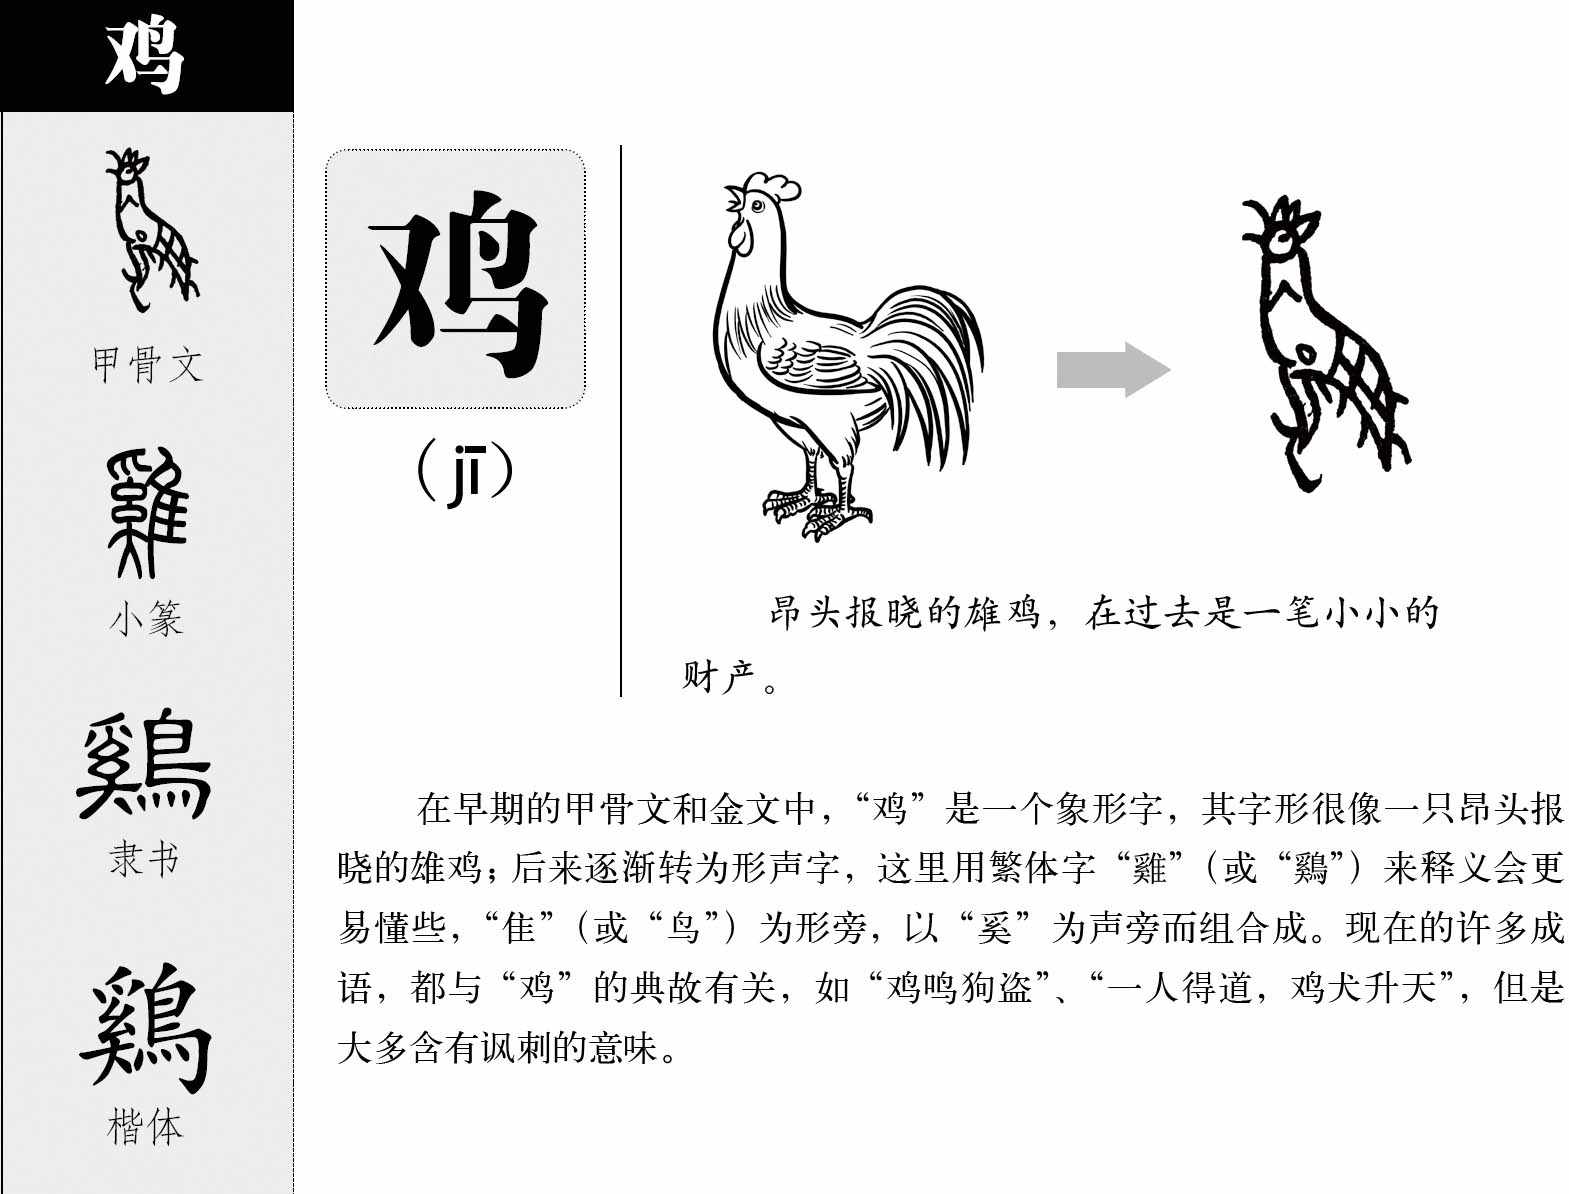 鸡
甲骨文
雞
小篆
鷄
隶书
鷄
楷体
鸡
（jī）
昂头报晓的雄鸡，在过去是一笔小小的
财产。
在早期的甲骨文和金文中，“鸡”是一个象形字，其字形很像一只昂头报
晓的雄鸡；后来逐渐转为形声字，这里用繁体字“雞”（或“鷄”）来释义会更
易懂些，“隹”（或“鸟”）为形旁，以“奚”为声旁而组合成。现在的许多成
语，都与“鸡”的典故有关，如“鸡鸣狗盗”、“一人得道，鸡犬升天”，但是
大多含有讽刺的意味。